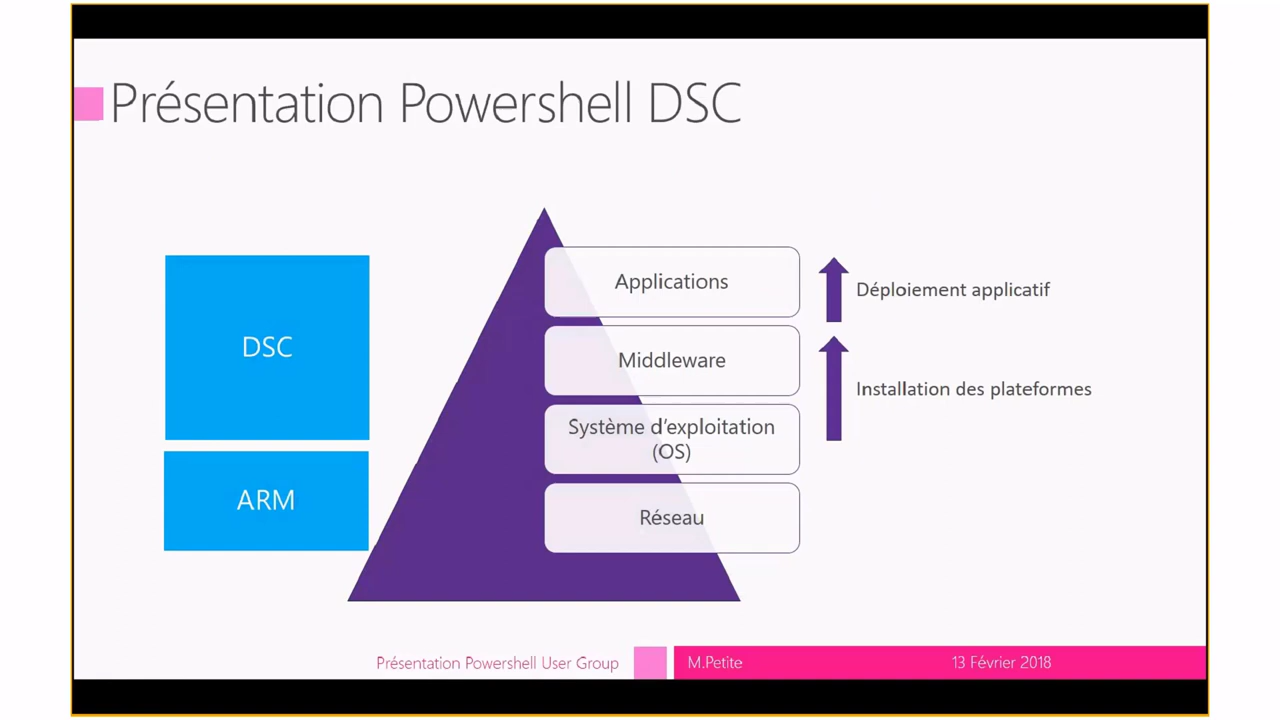 Présentation Powershell DSC
DSC
ARM
Applications
Middleware
Système d’exploitation
(OS)
Réseau
Déploiement applicatif
Installation des plateformes
Présentation Powershell User Group
M.Petite
13 Février 2018